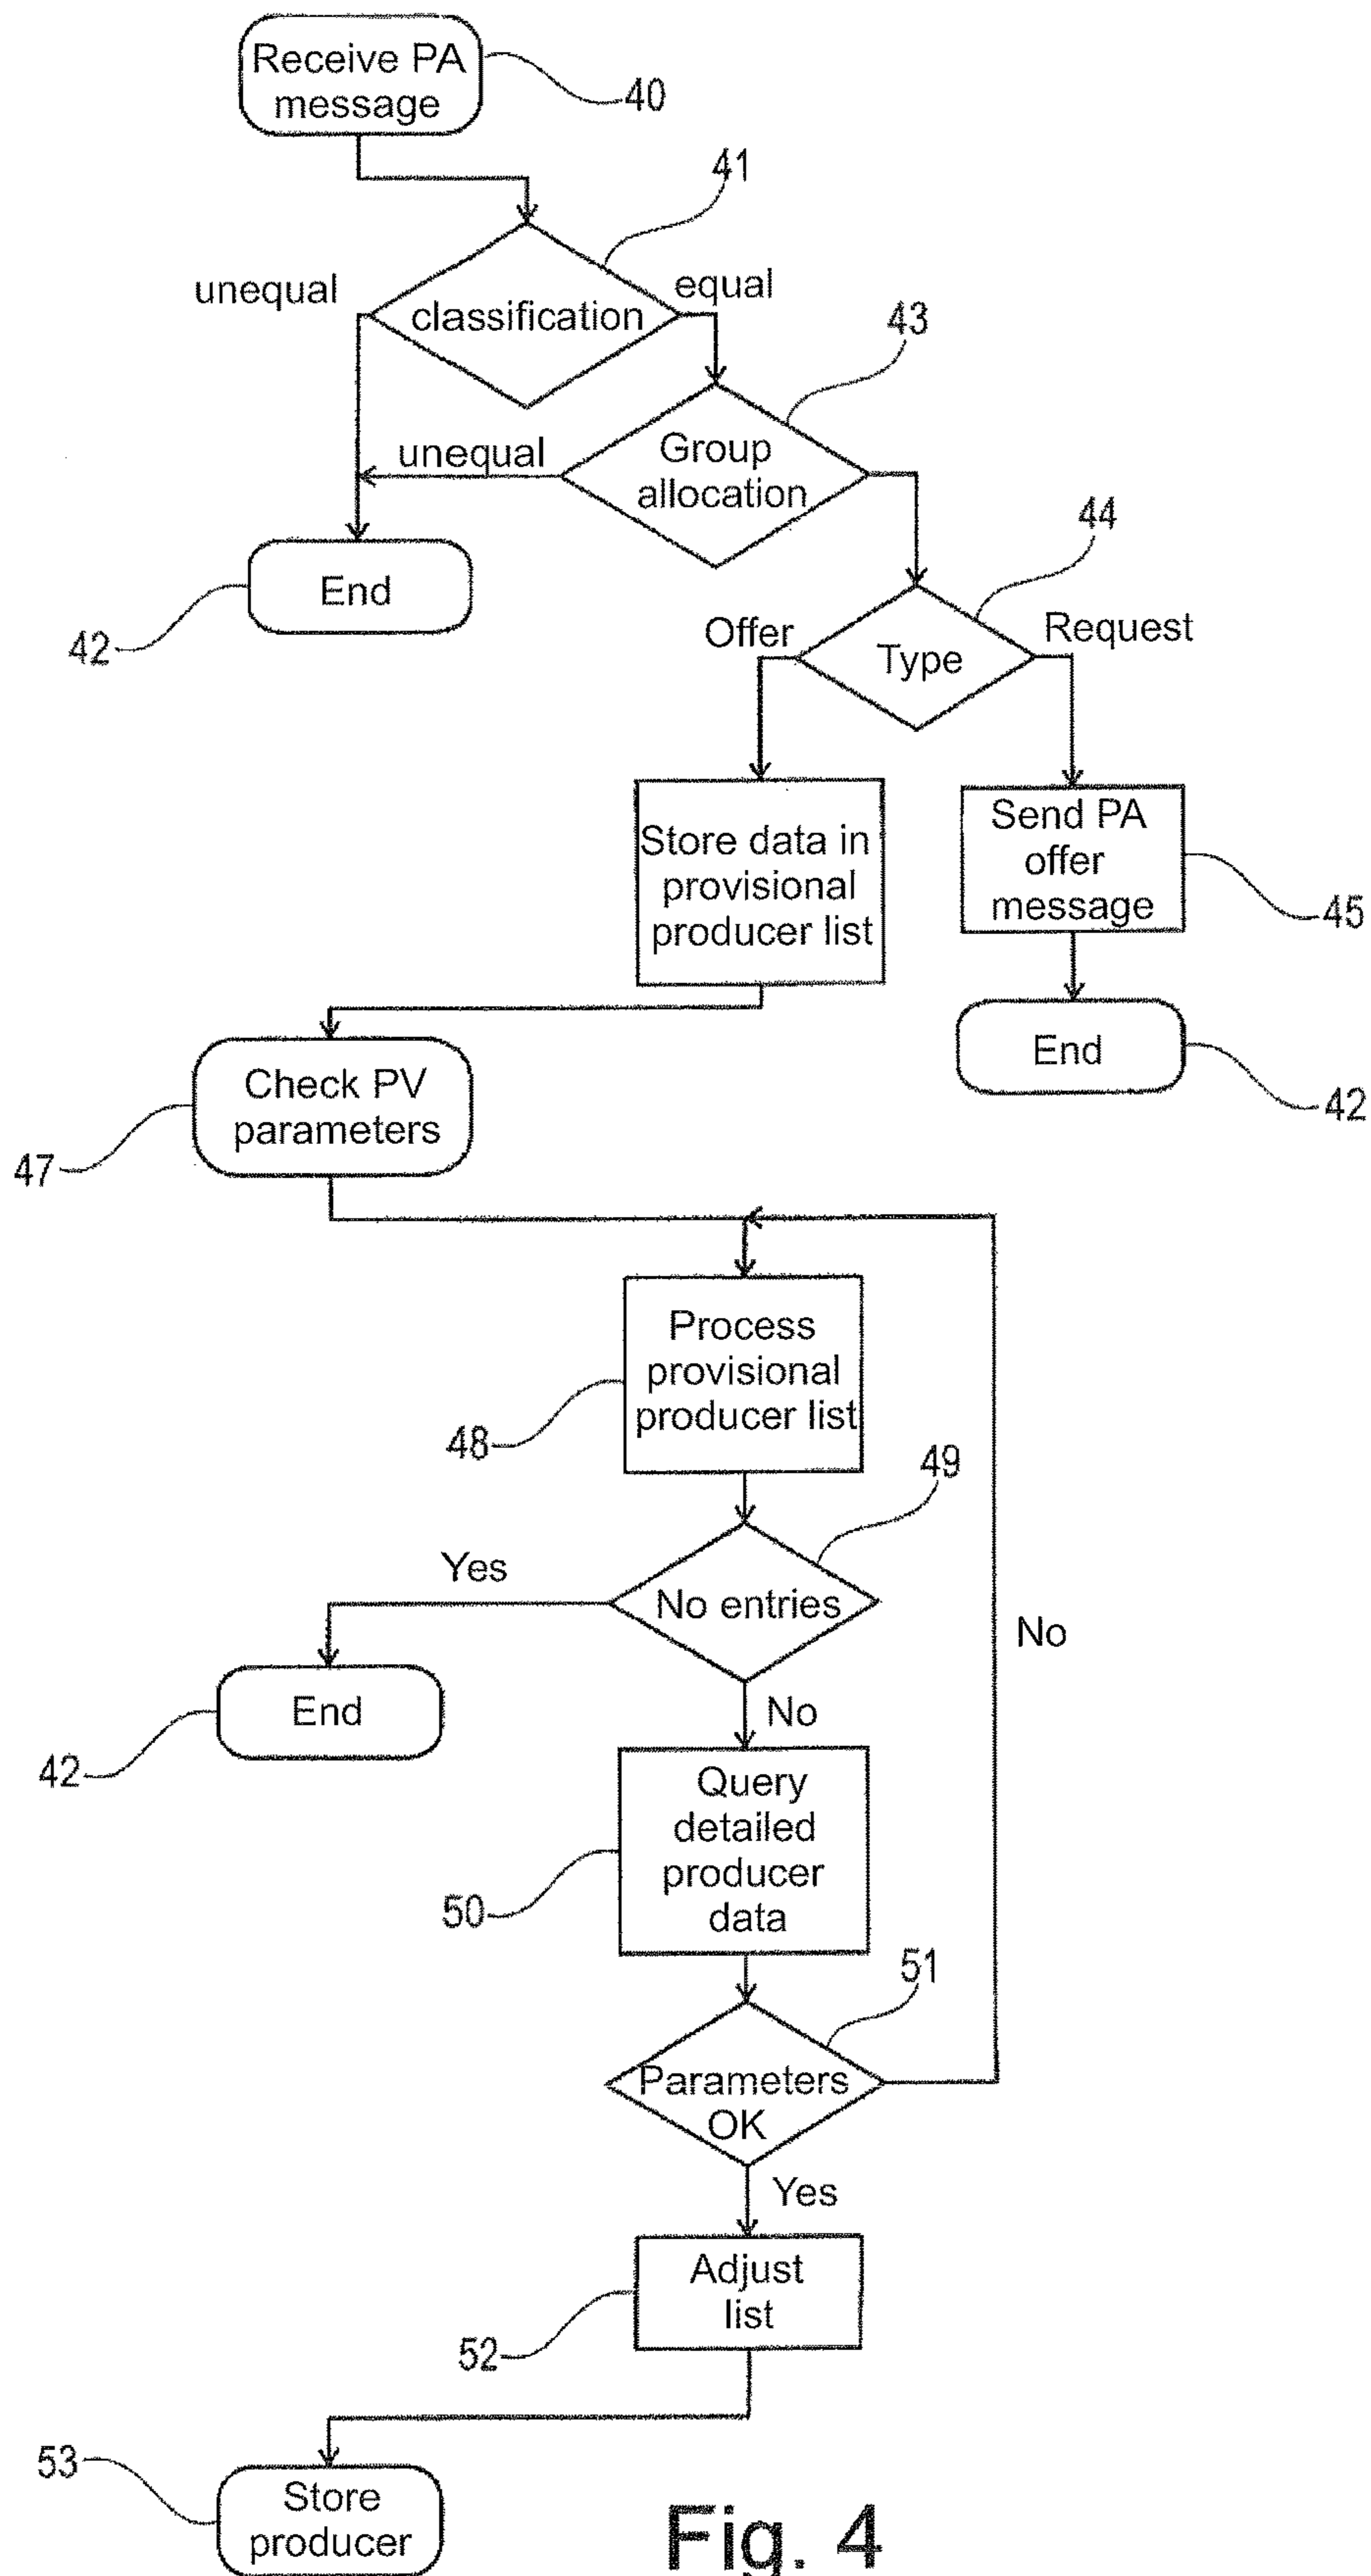 Receive PA
message
40
41
unequal
equal
classification
43
unequal
Group
allocation
44
End
42
Offer
Request
Type
Store data in
provisional
producer list
Send PA
offer
message
45
End
42
Check PV
parameters
47
Process
provisional
producer list
48
49
Yes
No entries
No
End
42
No
Query
detailed
producer
data
50
51
Parameters
OK
Yes
Adjust
list
52
53
Store
producer
Fig. 4